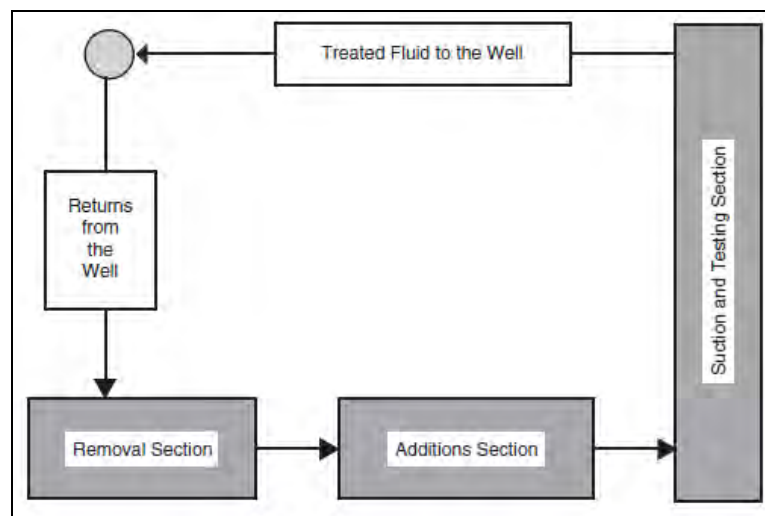 Treated Fluid to the Well
Returns
from
the
Well
Suction and Testing Section
Removal Section
Additions Section